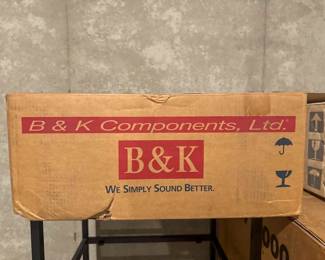 B & K Components, Ltd.
B&K
WE SIMPLY SOUND BETTER.